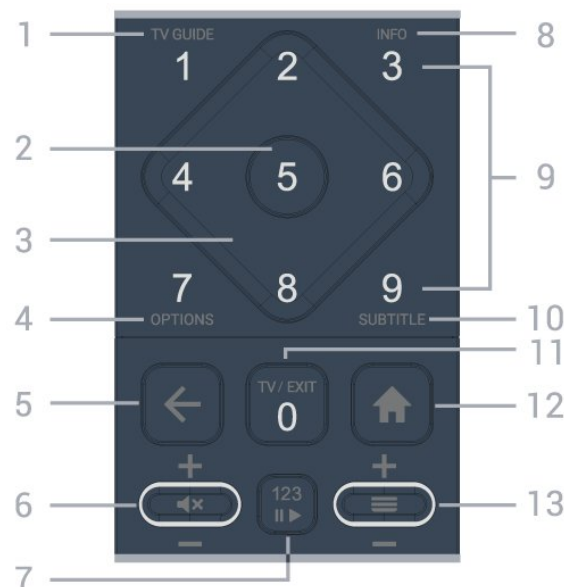 1 TV GUIDE INFO 8
1 2 3
2 4 5 6 9
3
7 8 9
4 OPTIONS SUBTITLE 10
11
5 TV / EXIT 12
0
+ +
6 123 13
- -
7